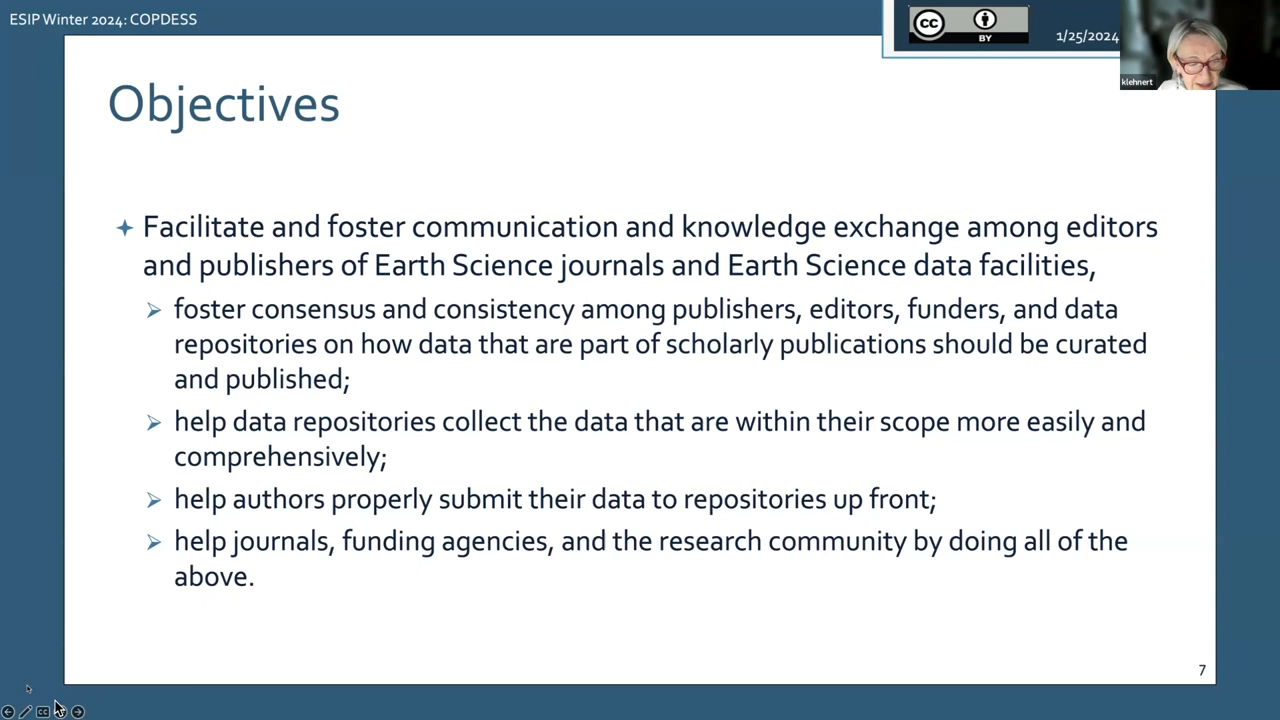 ESIP Winter 2024: COPDESS
CC
BY
1/25/2024
klehnert
Objectives
Facilitate and foster communication and knowledge exchange among editors
and publishers of Earth Science journals and Earth Science data facilities,
foster consensus and consistency among publishers, editors, funders, and data
repositories on how data that are part of scholarly publications should be curated
and published;
help data repositories collect the data that are within their scope more easily and
comprehensively;
help authors properly submit their data to repositories up front;
help journals, funding agencies, and the research community by doing all of the
above.
7